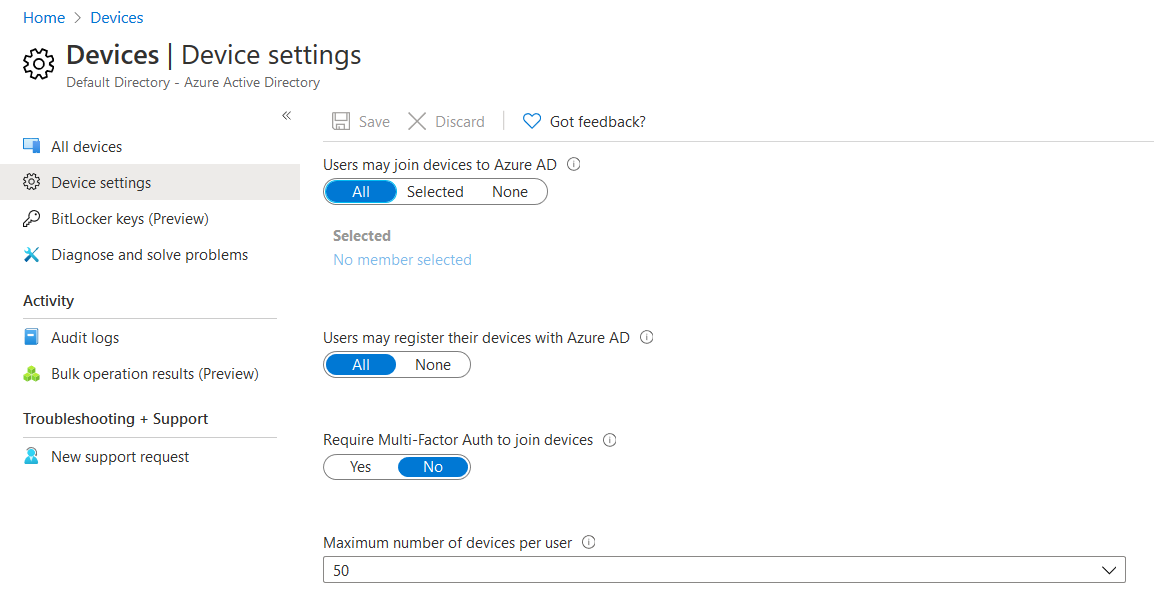 Home > Devices
Devices | Device settings
Default Directory - Azure Active Directory
«
All devices
Device settings
BitLocker keys (Preview)
Diagnose and solve problems
Activity
Audit logs
Bulk operation results (Preview)
Troubleshooting + Support
New support request
Save Discard Got feedback?
Users may join devices to Azure AD
All Selected None
Selected
No member selected
Users may register their devices with Azure AD
All None
Require Multi-Factor Auth to join devices
Yes No
Maximum number of devices per user
50